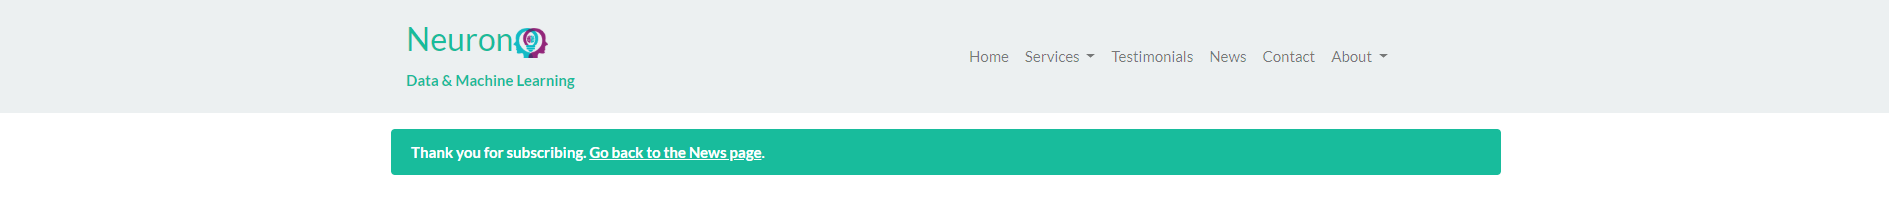 Neuron
Data & Machine Learning
Home Services Testimonials News Contact About
Thank you for subscribing. Go back to the News page.